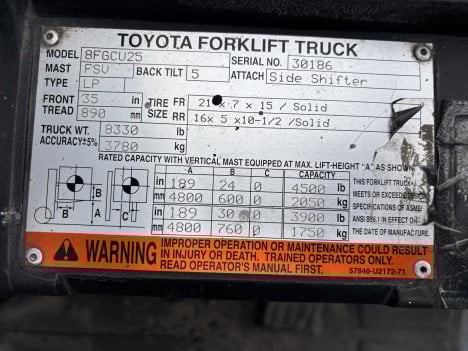 TOYOTA FORKLIFT TRUCK
MODEL 8FGCU25 SERIAL NO. 30186
MAST FSV BACK TILT 5 ATTACH Side Shifter
TYPE LP
FRONT TREAD 35 in TIRE SIZE FR 21 x 7 x 15 / Solid
890 mm RR 16x 5 x10-1/2 /Solid
TRUCK WT. 8330 lb
ACCURACY±5% 3780 kg
RATED CAPACITY WITH VERTICAL MAST EQUIPPED AT MAX. LIFT-HEIGHT "A" AS SHOWN
A B C CAPACITY
in 189 24 0 4500 lb THIS FORKLIFT TRUCK
mm 4800 600 0 2050 kg MEETS OR EXCEEDS DESIGN
in 189 30 0 3900 lb SPECIFICATIONS OF ASME
mm 4800 760 0 1750 kg ANSI B56.1 IN EFFECT ON
THE DATE OF MANUFACTURE.
B A C
WARNING
IMPROPER OPERATION OR MAINTENANCE COULD RESULT
IN INJURY OR DEATH. TRAINED OPERATORS ONLY.
READ OPERATOR'S MANUAL FIRST.
57846-U2172-71